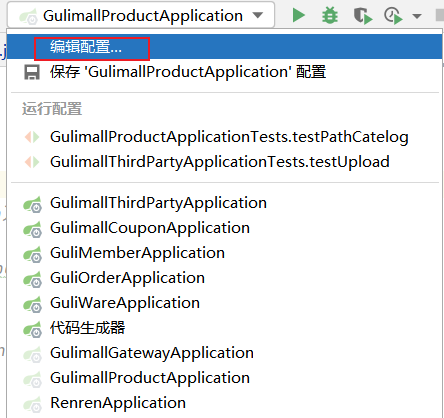 GulimallProductApplication
编辑配置...
保存 'GulimallProductApplication' 配置
运行配置
GulimallProductApplicationTests.testPathCatelog
GulimallThirdPartyApplicationTests.testUpload
GulimallThirdPartyApplication
GulimallCouponApplication
GuliMemberApplication
GuliOrderApplication
GuliWareApplication
代码生成器
GulimallGatewayApplication
GulimallProductApplication
RenrenApplication